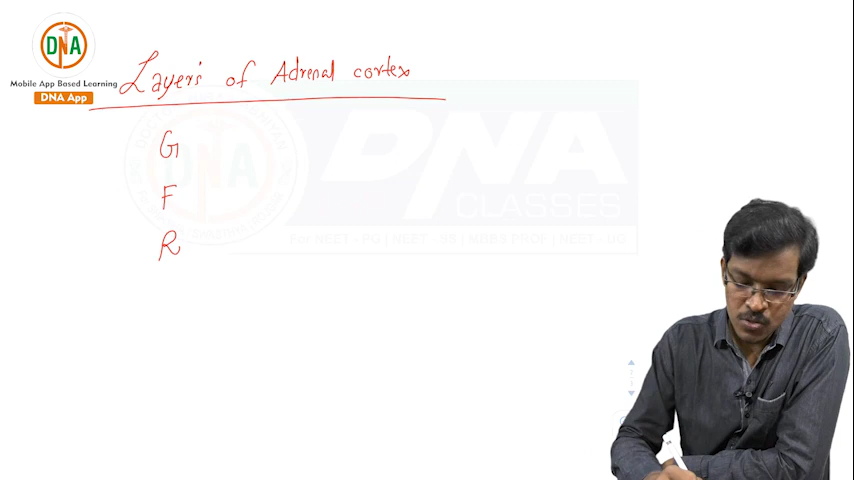 DNA
Mobile App Based Learning
DNA App
Layers of Adrenal cortex
G
F
R
DNA
DNA
CLASSES
For NEET - PG | NEET - SS | MBBS PROF | NEET - UG